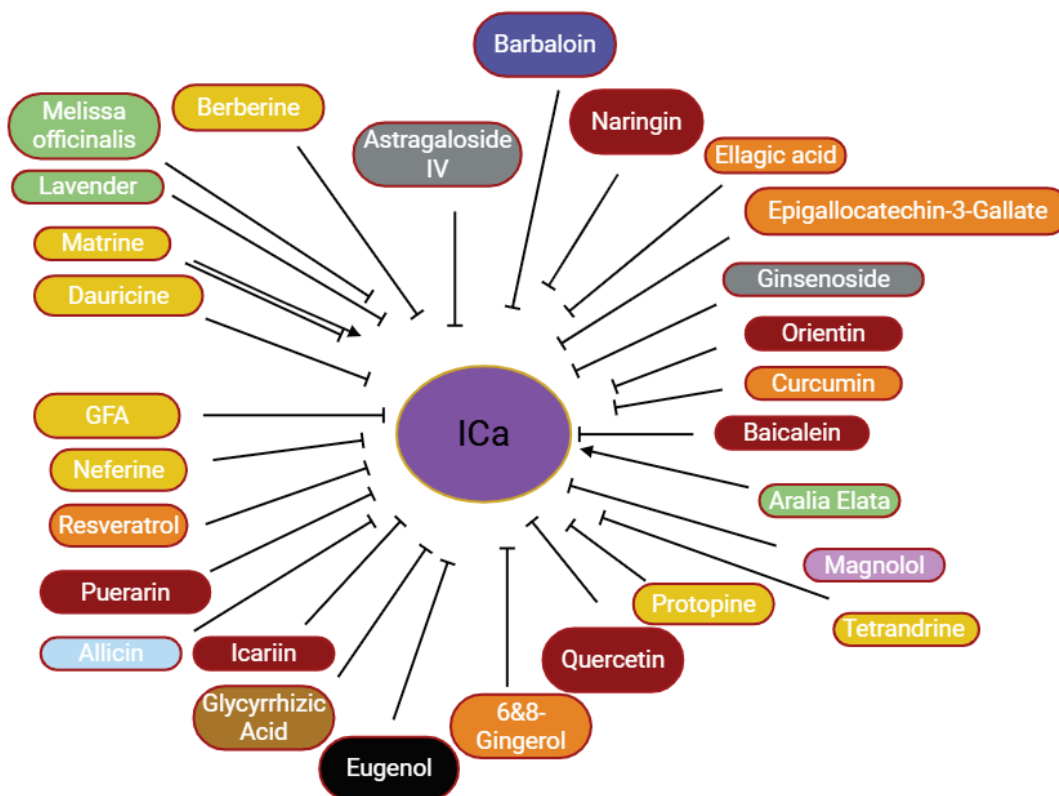 Barbaloin
Melissa
officinalis
Berberine
Naringin
Astragaloside
IV
Ellagic acid
Lavender
Epigallocatechin-3-Gallate
Matrine
Ginsenoside
Dauricine
Orientin
Curcumin
GFA
ICa
Baicalein
Neferine
Aralia Elata
Resveratrol
Magnolol
Puerarin
Protopine
Tetrandrine
Allicin
Icariin
Quercetin
Glycyrrhizic
Acid
6&8-
Gingerol
Eugenol